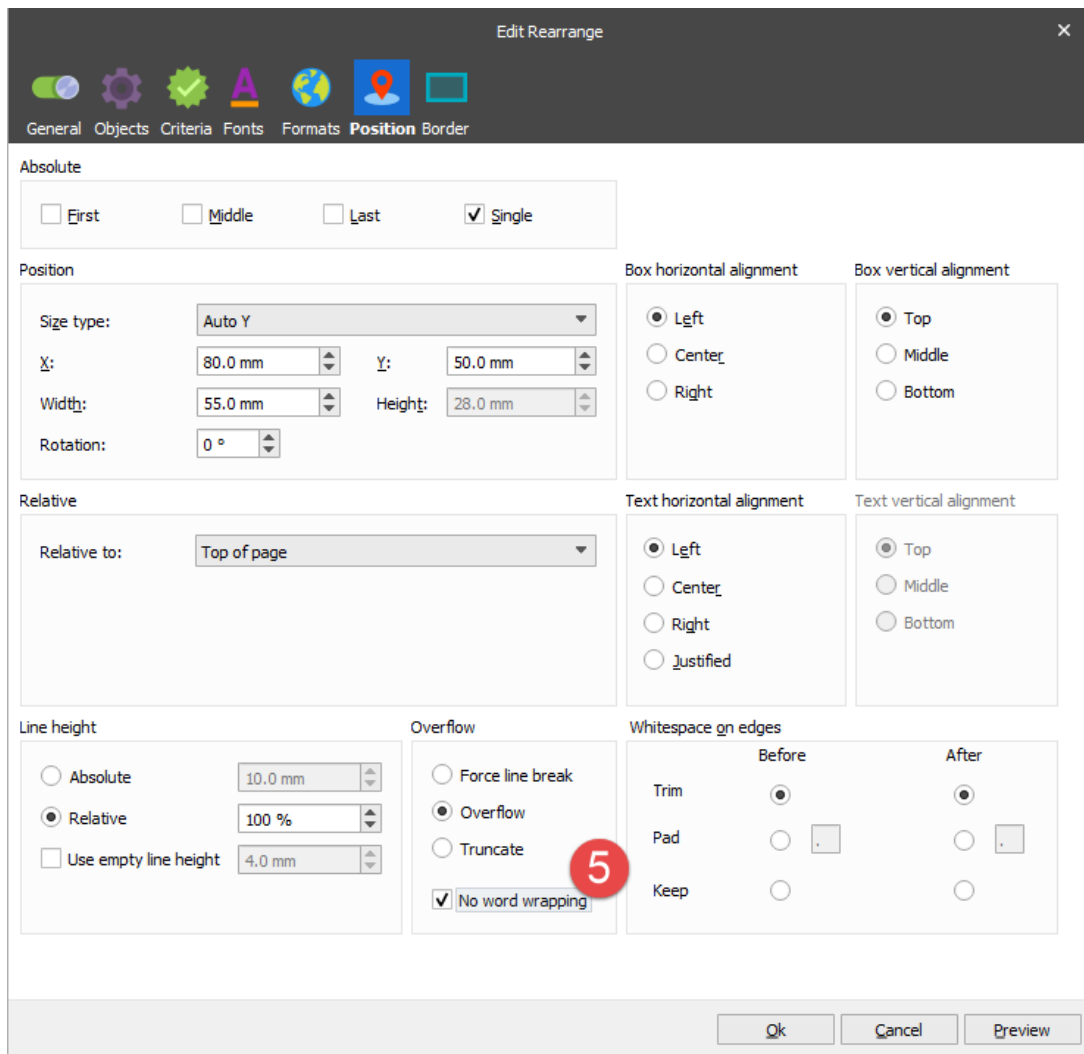 Edit Rearrange
General Objects Criteria Fonts Formats Position Border
Absolute
First Middle Last Single
Position
Size type: Auto Y
X: 80.0 mm Y: 50.0 mm
Width: 55.0 mm Height: 28.0 mm
Rotation: 0 °
Box horizontal alignment
Left
Center
Right
Box vertical alignment
Top
Middle
Bottom
Relative
Relative to: Top of page
Text horizontal alignment
Left
Center
Right
Justified
Text vertical alignment
Top
Middle
Bottom
Line height
Absolute 10.0 mm
Relative 100 %
Use empty line height 4.0 mm
Overflow
Force line break
Overflow
Truncate
No word wrapping
5
Whitespace on edges
Before After
Trim
Pad . .
Keep
Ok Cancel Preview